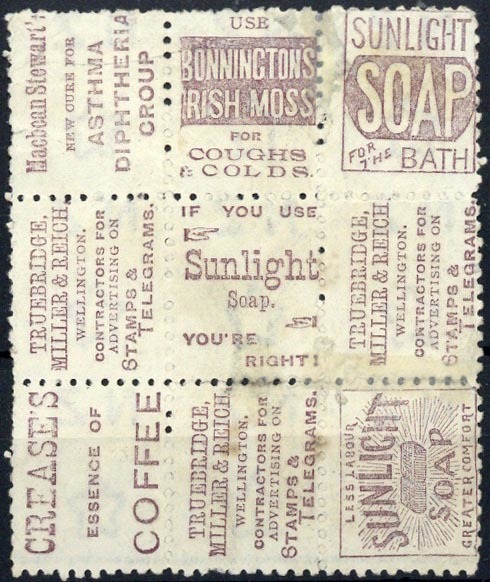 Macbean Stewart's
NEW CURE FOR
ASTHMA
DIPHTHERIA
CROUP
USE
BONNINGTON'S
IRISH MOSS
FOR
COUGHS
& COLDS.
SUNLIGHT
SOAP
FOR THE BATH
TRUEBRIDGE,
MILLER & REICH,
WELLINGTON.
CONTRACTORS FOR
ADVERTISING ON
STAMPS &
TELEGRAMS.
IF YOU USE
Sunlight
Soap.
YOU'RE
RIGHT!
TRUEBRIDGE,
MILLER & REICH,
WELLINGTON.
CONTRACTORS FOR
ADVERTISING ON
STAMPS &
TELEGRAMS.
CREASE'S
ESSENCE OF
COFFEE
TRUEBRIDGE,
MILLER & REICH,
WELLINGTON.
CONTRACTORS FOR
ADVERTISING ON
STAMPS &
TELEGRAMS.
LESS LABOUR
SUNLIGHT
SOAP
GREATER COMFORT